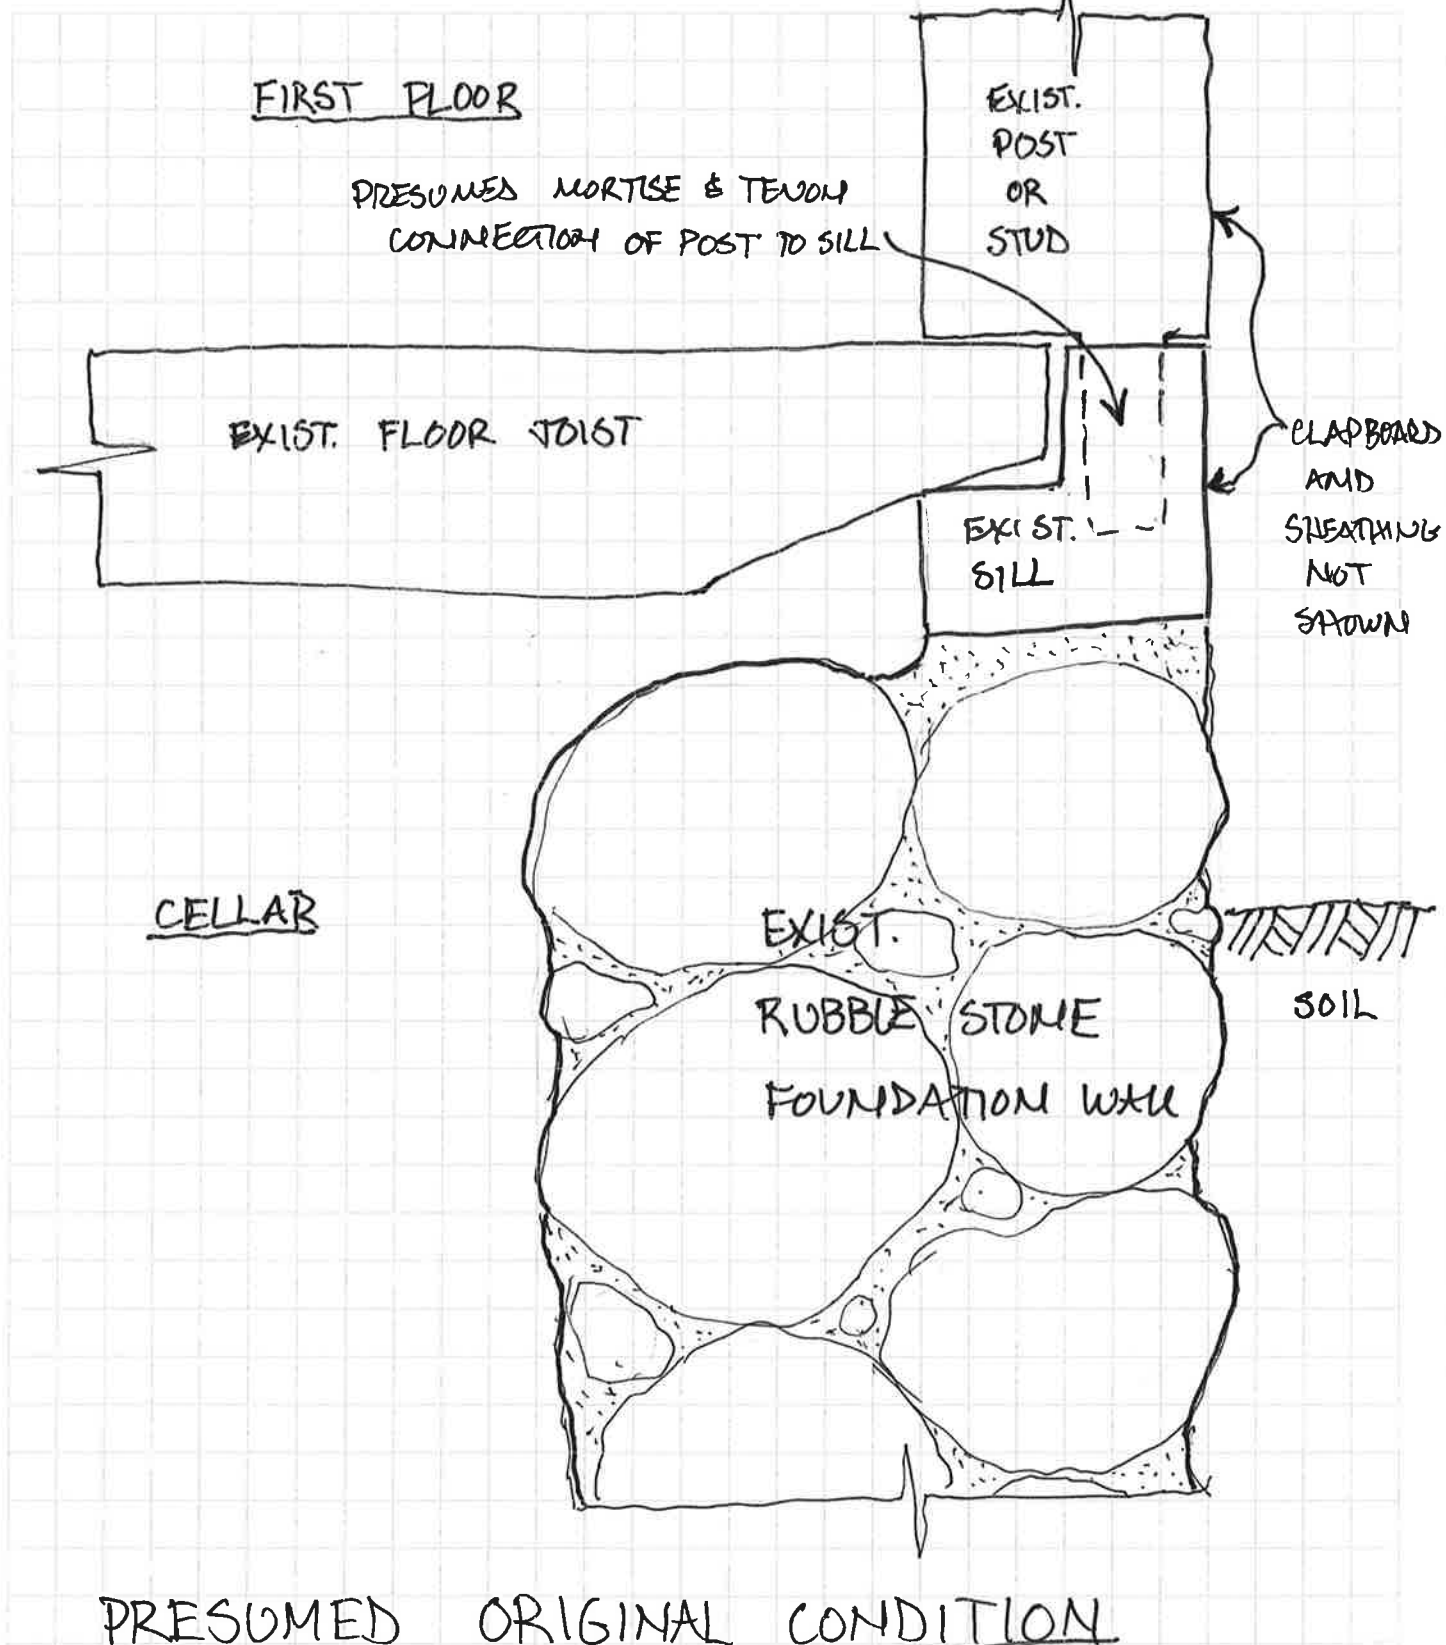 FIRST FLOOR
EXIST.
POST
OR
STUD
PRESUMED MORTISE & TENON
CONNECTION OF POST TO SILL
EXIST. FLOOR JOIST
CLAPBOARD
AND
SHEATHING
NOT
SHOWN
EXIST.
SILL
CELLAR
EXIST.
RUBBLE STONE
FOUNDATION WALL
SOIL
PRESUMED ORIGINAL CONDITION